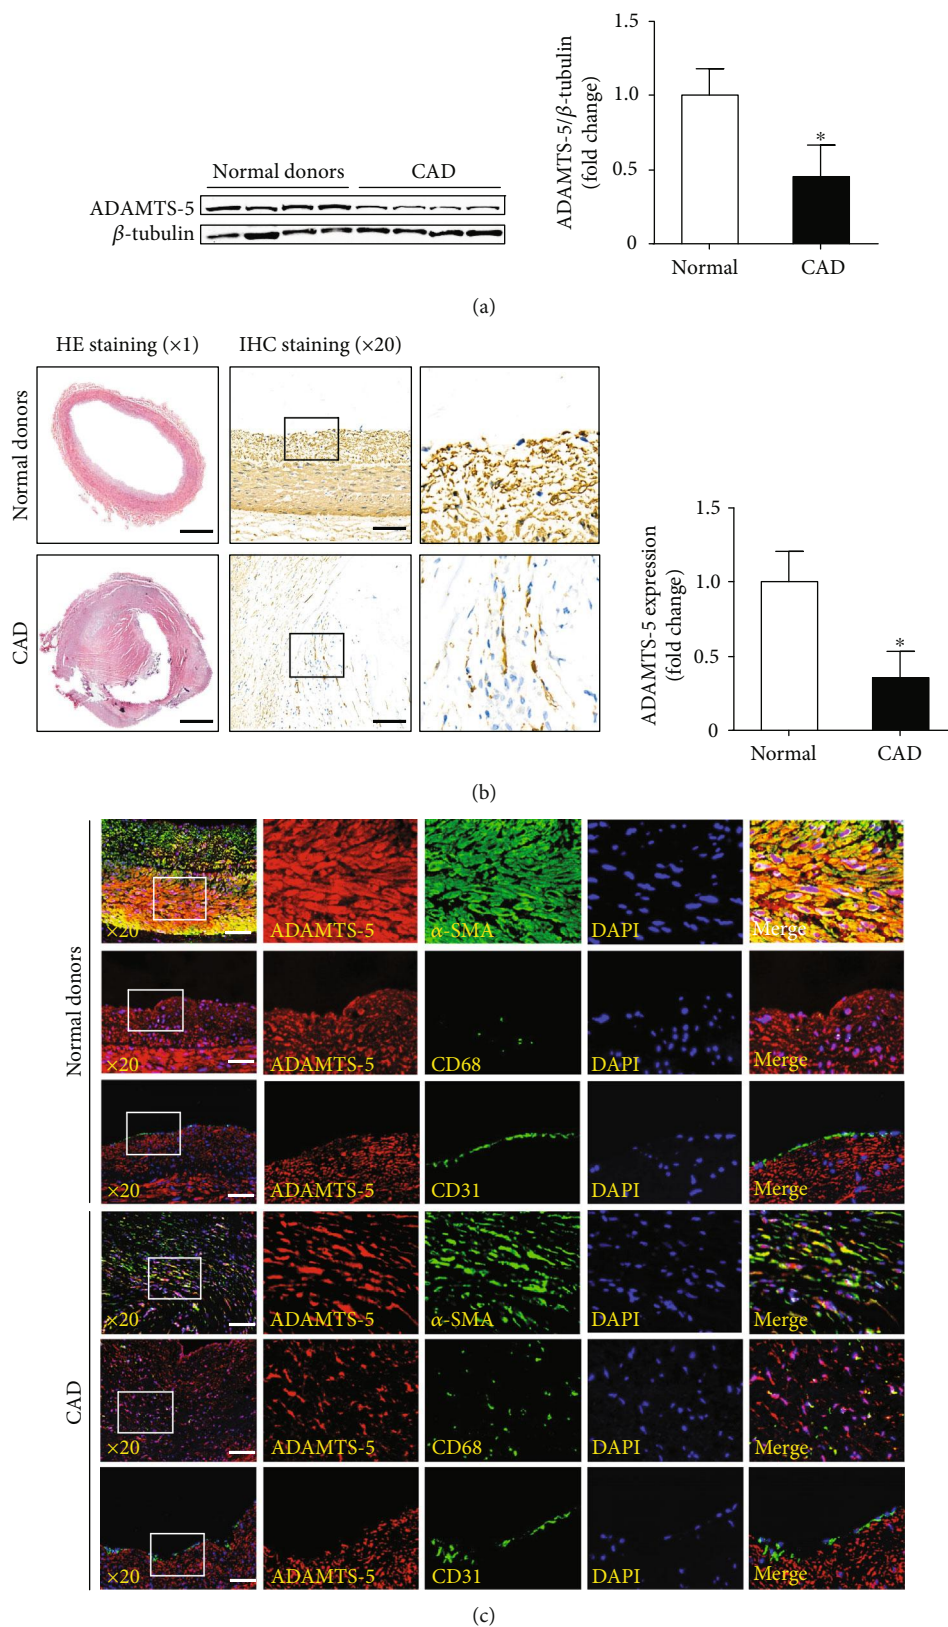 Normal donors CAD
ADAMTS-5
β-tubulin
ADAMTS-5/β-tubulin
(fold change)
1.5
1.0
0.5
0
*
Normal CAD
(a)
HE staining (×1) IHC staining (×20)
Normal donors
CAD
ADAMTS-5 expression
(fold change)
1.5
1.0
0.5
0
*
Normal CAD
(b)
Normal donors
×20 ADAMTS-5 α-SMA DAPI Merge
×20 ADAMTS-5 CD68 DAPI Merge
×20 ADAMTS-5 CD31 DAPI Merge
CAD
×20 ADAMTS-5 α-SMA DAPI Merge
×20 ADAMTS-5 CD68 DAPI Merge
×20 ADAMTS-5 CD31 DAPI Merge
(c)